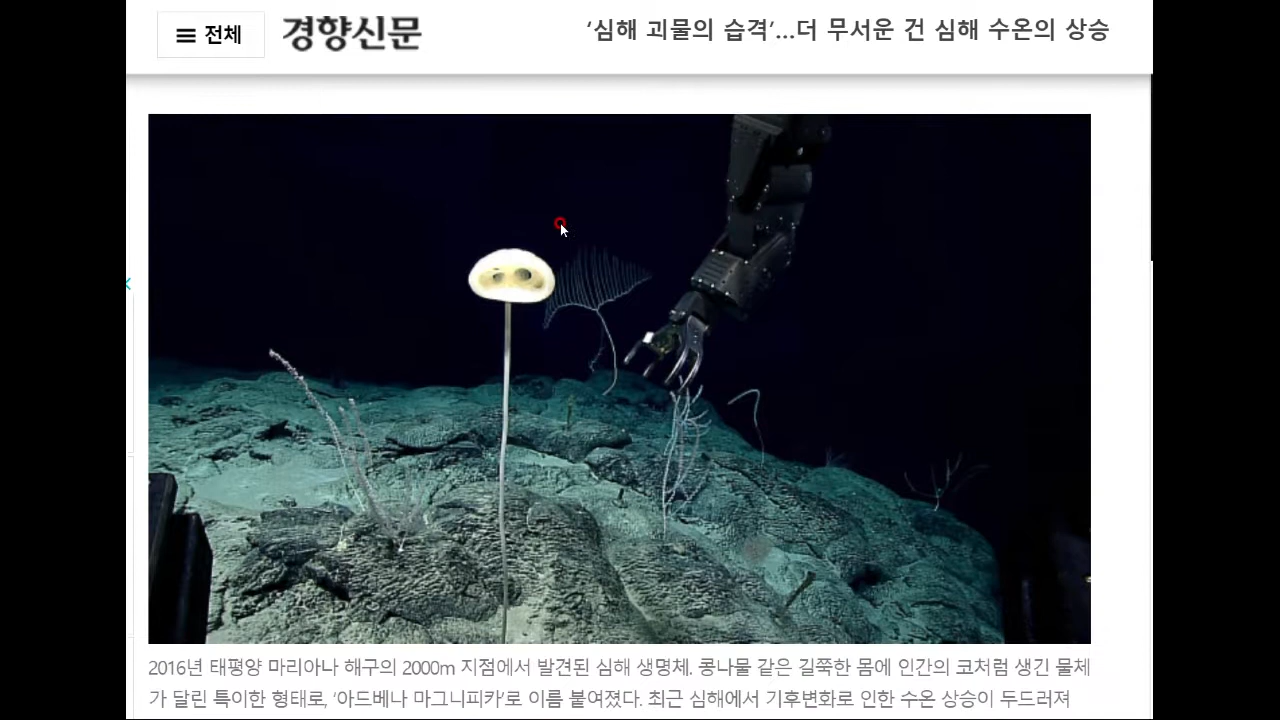 전체
경향신문
‘심해 괴물의 습격’...더 무서운 건 심해 수온의 상승
2016년 태평양 마리아나 해구의 2000m 지점에서 발견된 심해 생명체. 콩나물 같은 길쭉한 몸에 인간의 코처럼 생긴 물체
가 달린 특이한 형태로, ‘아드베나 마그니피카’로 이름 붙여졌다. 최근 심해에서 기후변화로 인한 수온 상승이 두드러져